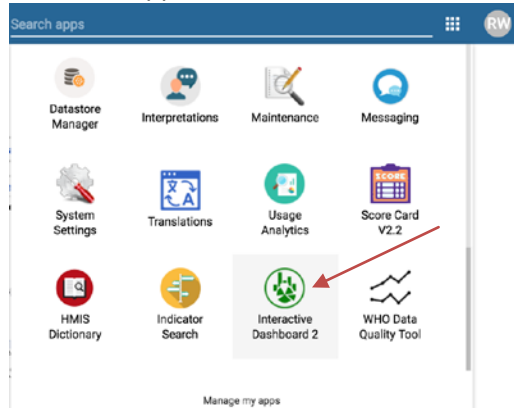 Search apps
RW
Datastore
Manager
Interpretations
Maintenance
Messaging
System
Settings
Translations
Usage
Analytics
SCORE
Score Card
V2.2
HMIS
Dictionary
Indicator
Search
Interactive
Dashboard 2
WHO Data
Quality Tool
Manage my apps